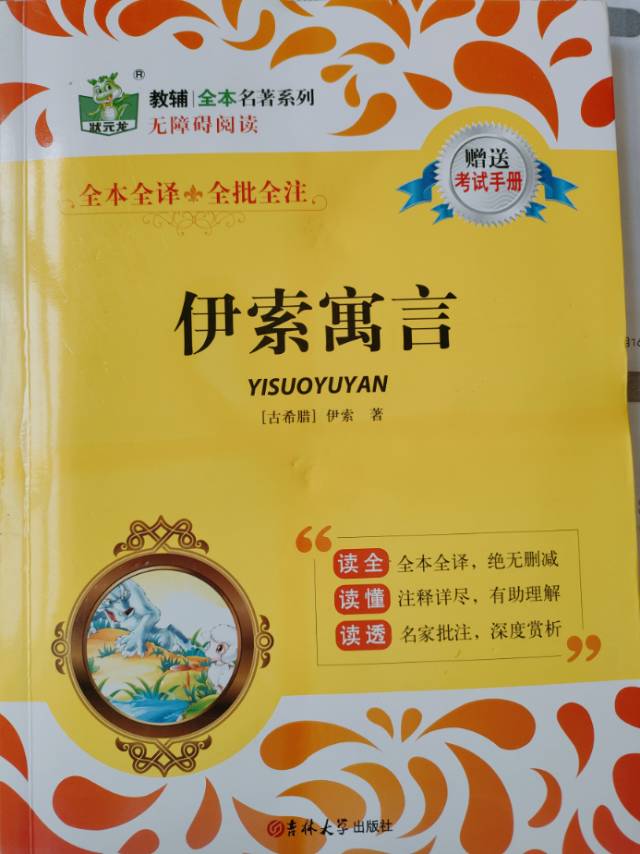 ®
状元龙
教辅|全本名著系列
无障碍阅读
赠送
考试手册
全本全译 全批全注
伊索寓言
YISUOYUYAN
［古希腊］伊索 著
“
读全 全本全译，绝无删减
读懂 注释详尽，有助理解
读透 名家批注，深度赏析
”
吉林大学出版社